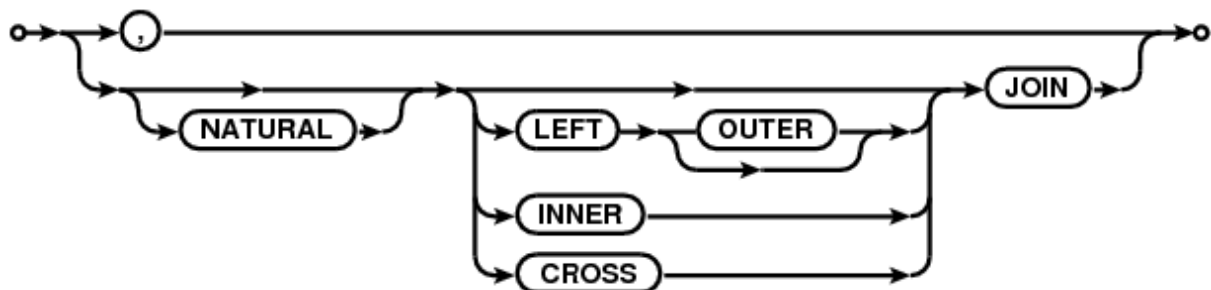 ,
JOIN
NATURAL LEFT OUTER
INNER
CROSS